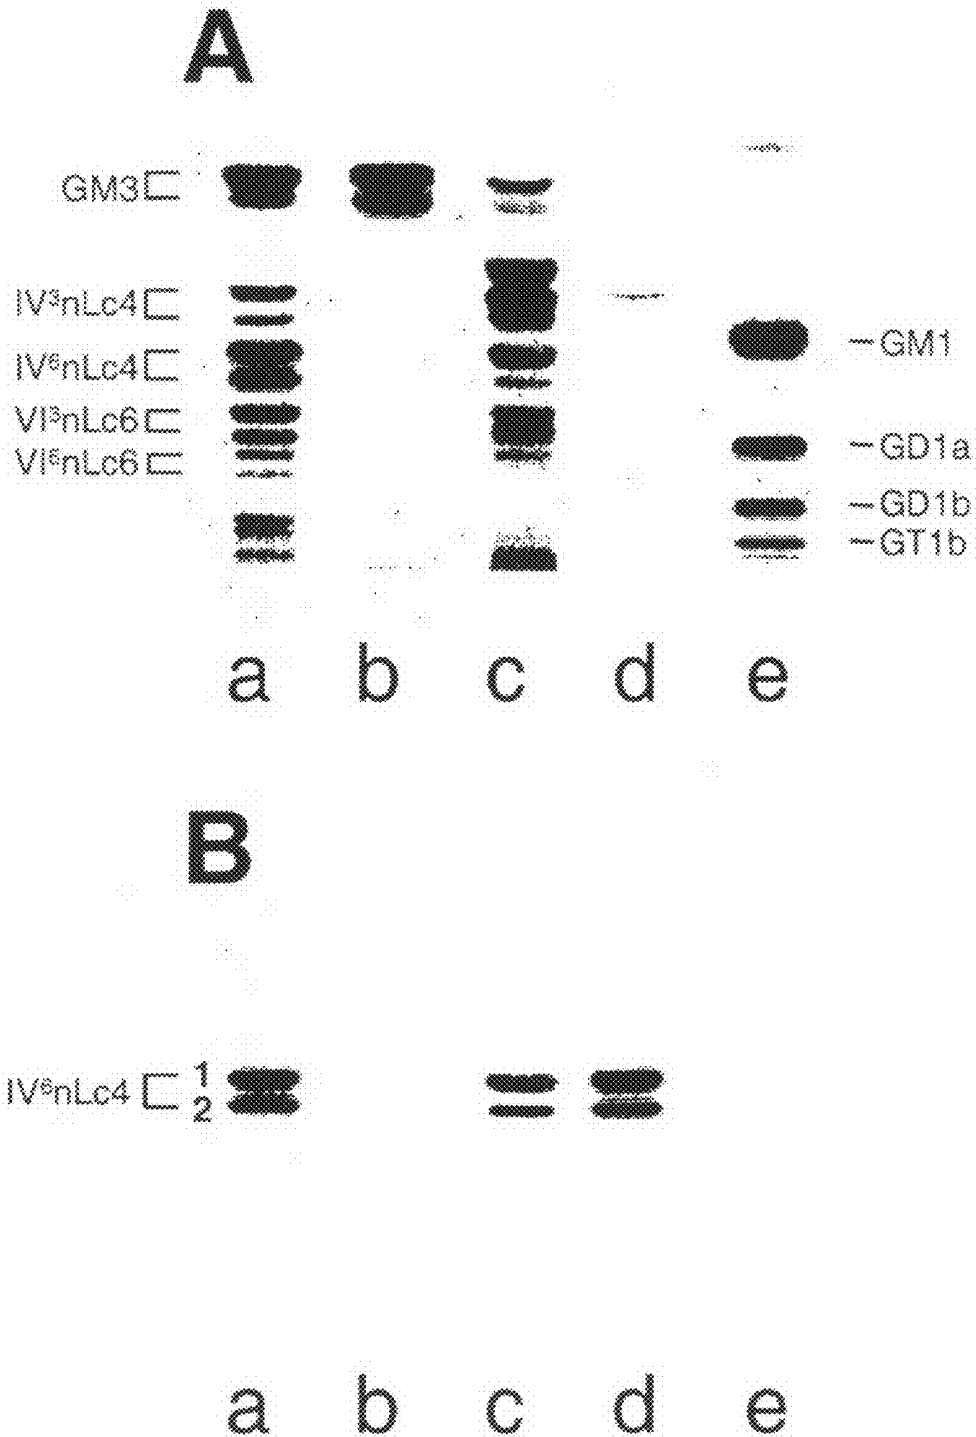 A
GM3
IV³nLc4
IV⁶nLc4
VI³nLc6
VI⁶nLc6
GM1
GD1a
GD1b
GT1b
a b c d e
B
IV⁶nLc4
1
2
a b c d e